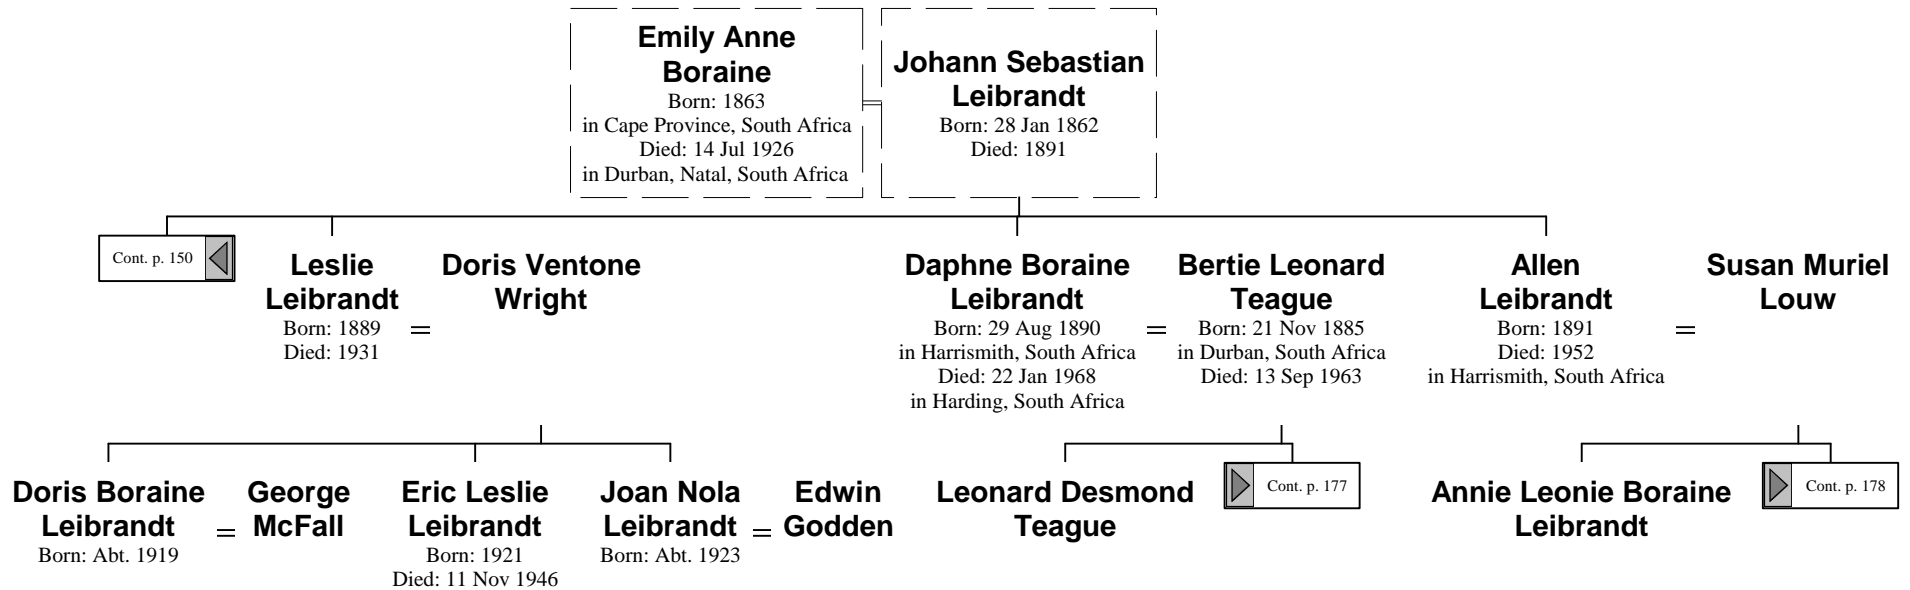 Emily Anne
Boraine
Born: 1863
in Cape Province, South Africa
Died: 14 Jul 1926
in Durban, Natal, South Africa
Johann Sebastian
Leibrandt
Born: 28 Jan 1862
Died: 1891
Cont. p. 150
Leslie
Leibrandt
Born: 1889
Died: 1931
=
Doris Ventone
Wright
Daphne Boraine
Leibrandt
Born: 29 Aug 1890
in Harrismith, South Africa
Died: 22 Jan 1968
in Harding, South Africa
=
Bertie Leonard
Teague
Born: 21 Nov 1885
in Durban, South Africa
Died: 13 Sep 1963
Allen
Leibrandt
Born: 1891
Died: 1952
in Harrismith, South Africa
=
Susan Muriel
Louw
Doris Boraine
Leibrandt
Born: Abt. 1919
=
George
McFall
Eric Leslie
Leibrandt
Born: 1921
Died: 11 Nov 1946
Joan Nola
Leibrandt
Born: Abt. 1923
=
Edwin
Godden
Leonard Desmond
Teague
Cont. p. 177
Annie Leonie Boraine
Leibrandt
Cont. p. 178